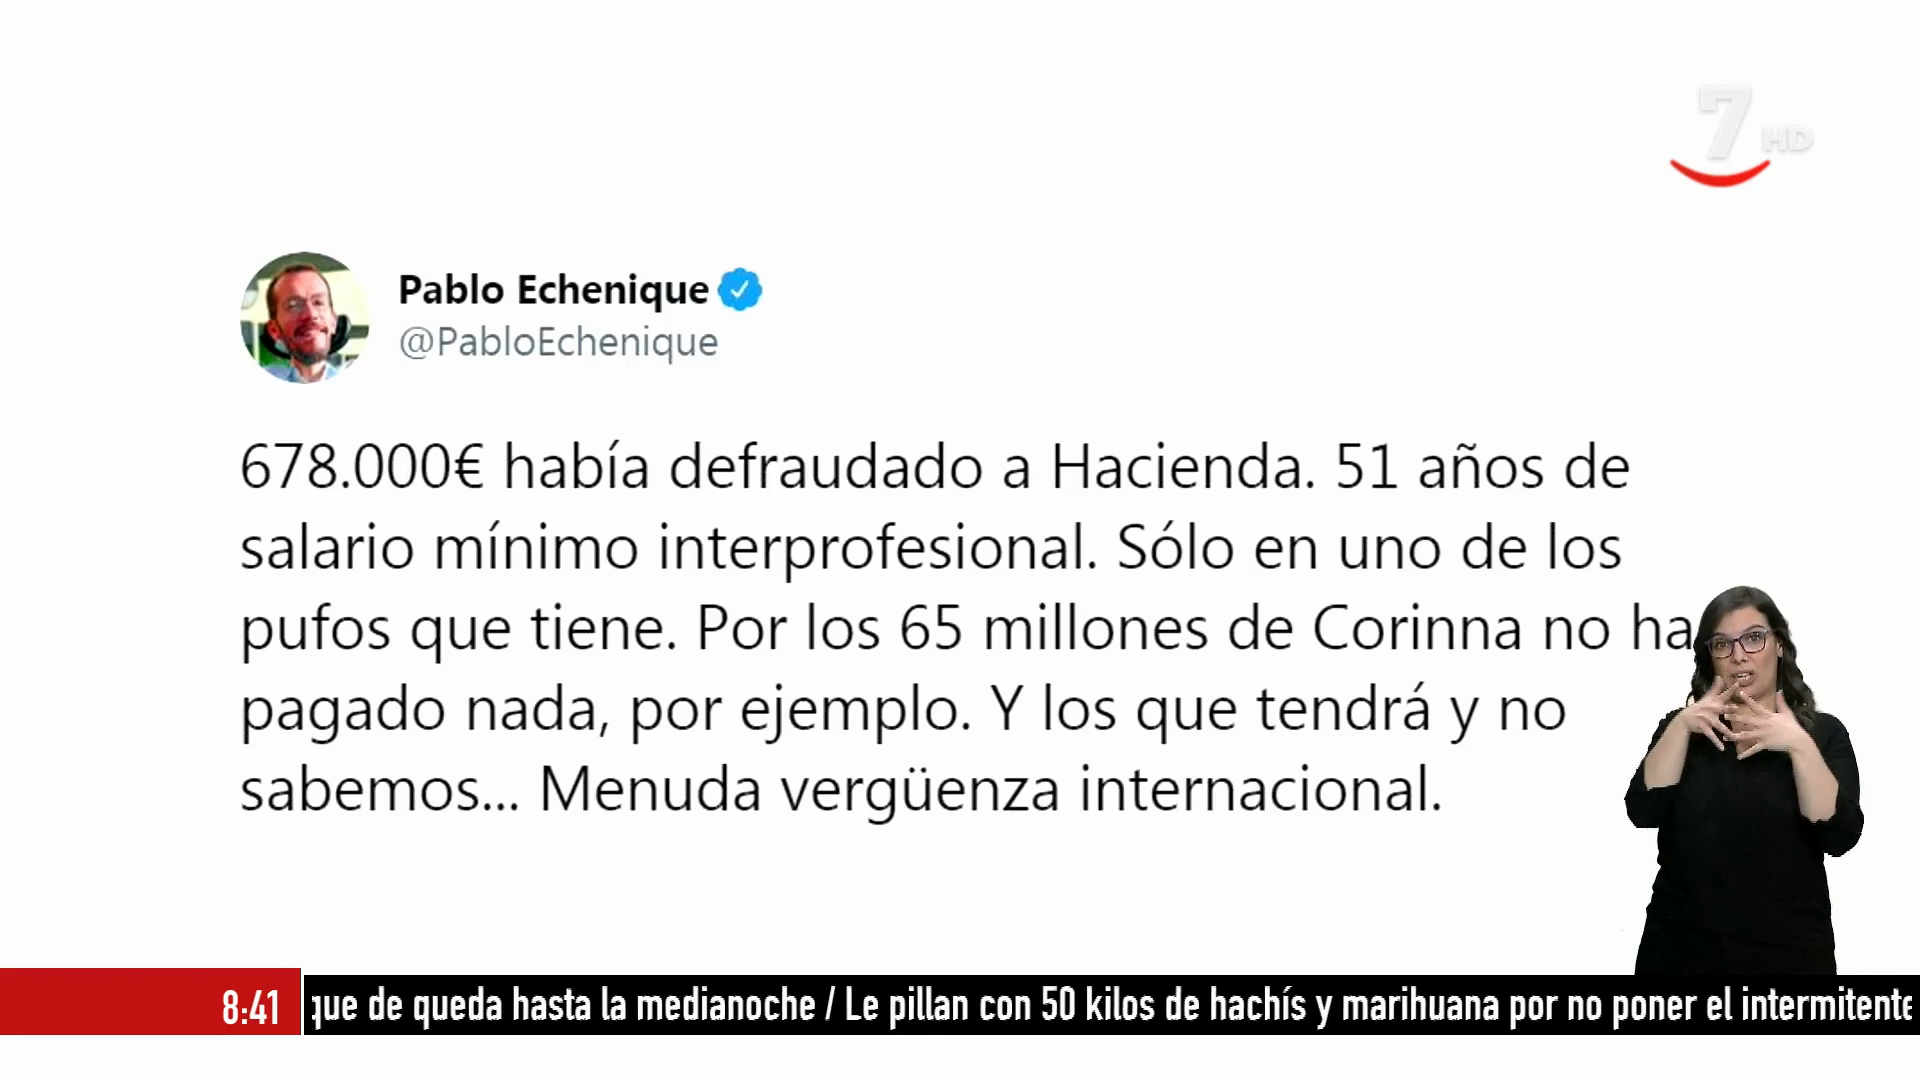 7 HD
Pablo Echenique
@PabloEchenique
678.000€ había defraudado a Hacienda. 51 años de
salario mínimo interprofesional. Sólo en uno de los
pufos que tiene. Por los 65 millones de Corinna no ha
pagado nada, por ejemplo. Y los que tendrá y no
sabemos... Menuda vergüenza internacional.
8:41 que de queda hasta la medianoche / Le pillan con 50 kilos de hachís y marihuana por no poner el intermitente